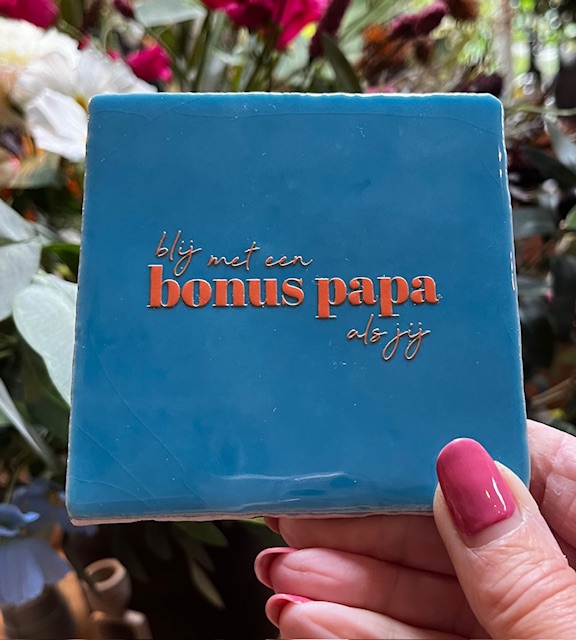 blij met een
bonus papa
als jij